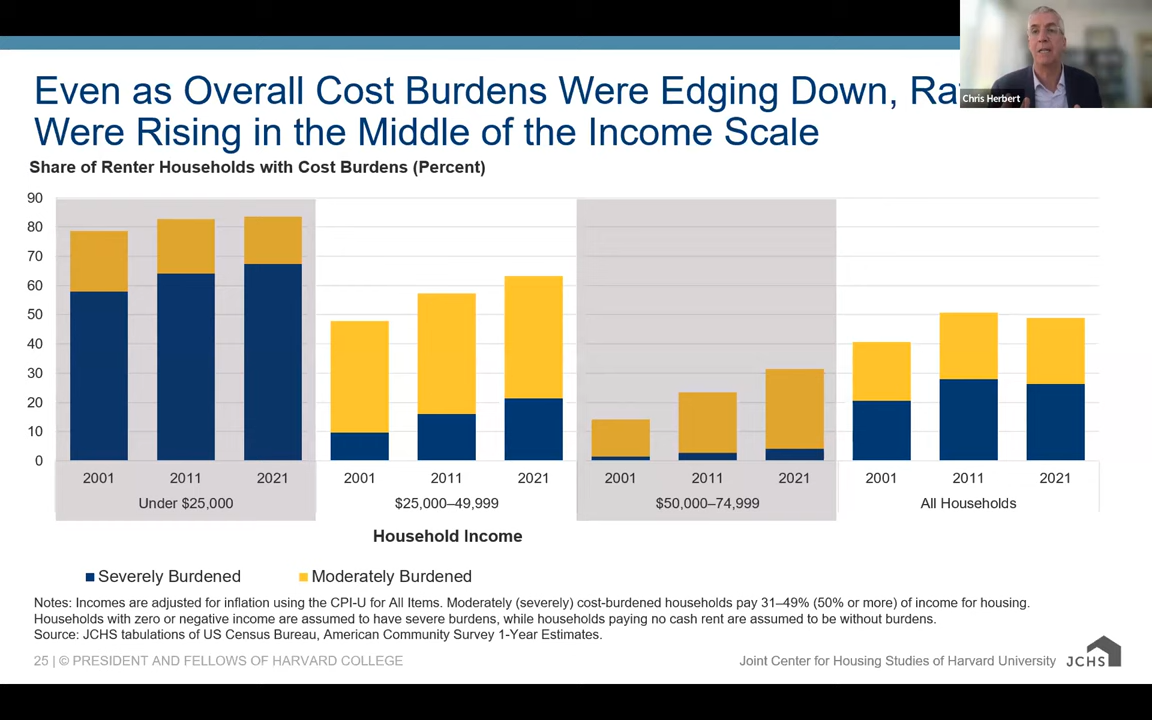 Even as Overall Cost Burdens Were Edging Down,
Were Rising in the Middle of the Income Scale
Chris Herbert
Share of Renter Households with Cost Burdens (Percent)
90
80
70
60
50
40
30
20
10
0
2001 2011 2021 2001 2011 2021 2001 2011 2021 2001 2011 2021
Under $25,000 $25,000–49,999 $50,000–74,999 All Households
Household Income
Severely Burdened Moderately Burdened
Notes: Incomes are adjusted for inflation using the CPI-U for All Items. Moderately (severely) cost-burdened households pay 31–49% (50% or more) of income for housing.
Households with zero or negative income are assumed to have severe burdens, while households paying no cash rent are assumed to be without burdens.
Source: JCHS tabulations of US Census Bureau, American Community Survey 1-Year Estimates.
25 | © PRESIDENT AND FELLOWS OF HARVARD COLLEGE Joint Center for Housing Studies of Harvard University JCHS